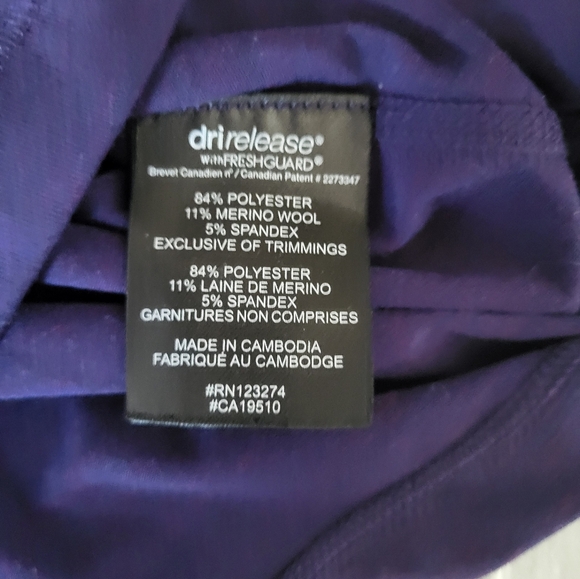 drirelease®
with FRESHGUARD®
Brevet Canadien nº / Canadian Patent # 2273347
84% POLYESTER
11% MERINO WOOL
5% SPANDEX
EXCLUSIVE OF TRIMMINGS
84% POLYESTER
11% LAINE DE MERINO
5% SPANDEX
GARNITURES NON COMPRISES
MADE IN CAMBODIA
FABRIQUÉ AU CAMBODGE
#RN123274
#CA19510